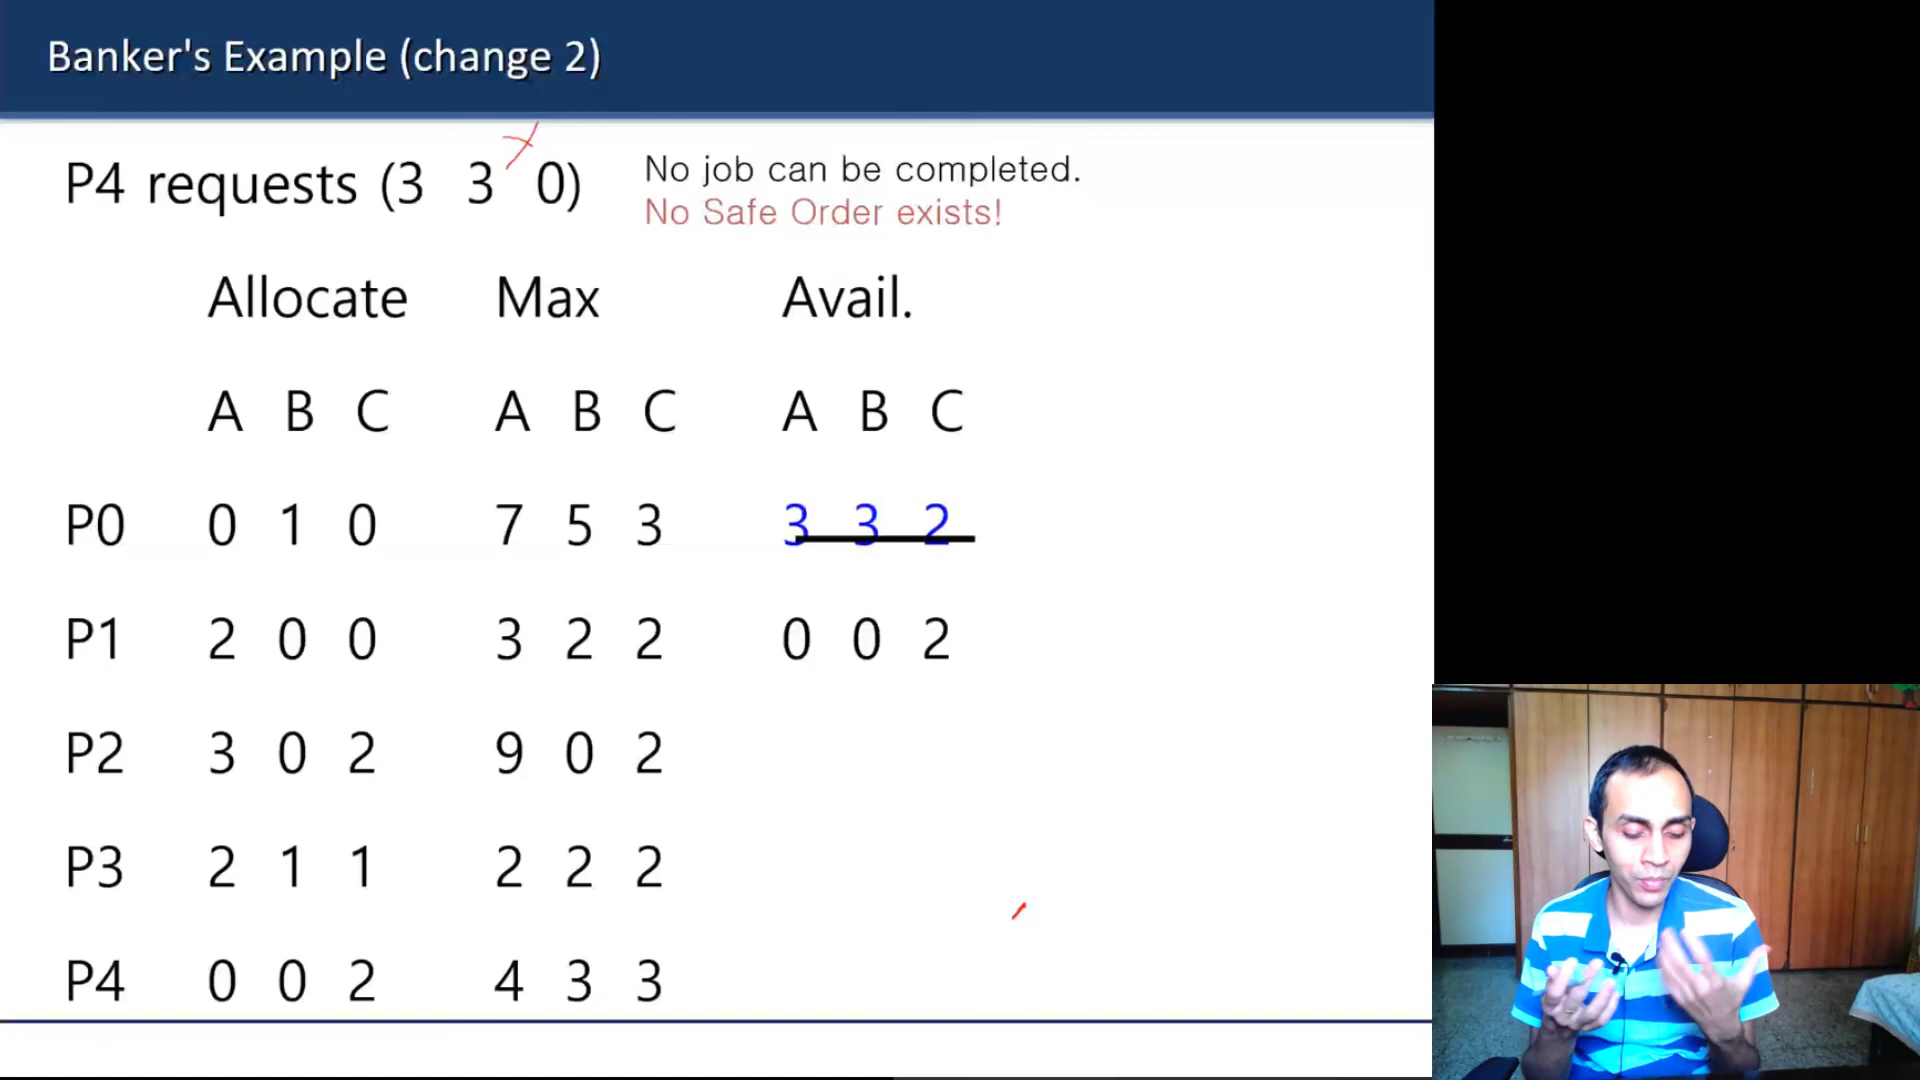 Banker's Example (change 2)
P4 requests (3 3 0)
No job can be completed.
No Safe Order exists!
Allocate Max Avail.
A B C A B C A B C
P0 0 1 0 7 5 3 3 3 2
P1 2 0 0 3 2 2 0 0 2
P2 3 0 2 9 0 2
P3 2 1 1 2 2 2
P4 0 0 2 4 3 3